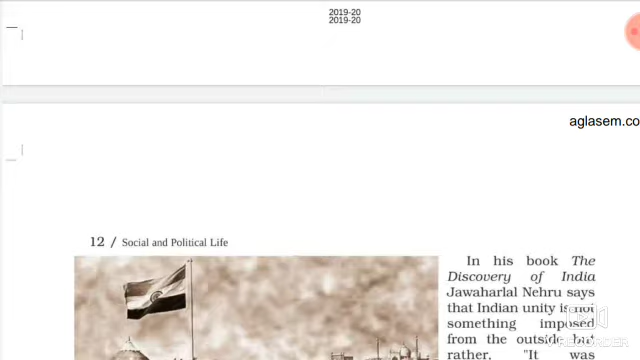 2019-20
2019-20
aglasem.co
12 / Social and Political Life
In his book The
Discovery of India
Jawaharlal Nehru says
that Indian unity is not
something imposed
from the outside but
rather, "It was
RECORDER